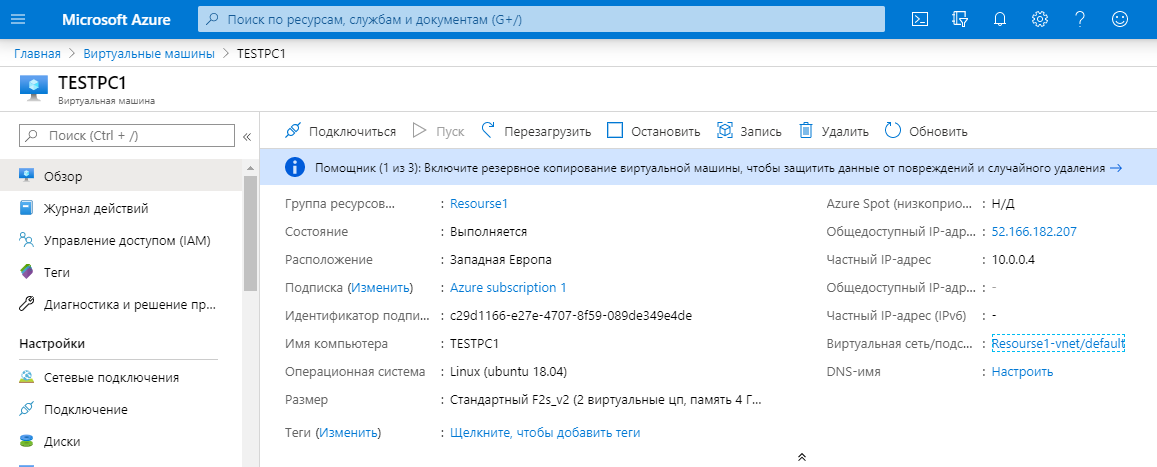 Microsoft Azure
Поиск по ресурсам, службам и документам (G+/)
Главная > Виртуальные машины > TESTPC1
TESTPC1
Виртуальная машина
Поиск (Ctrl + /)
«
Обзор
Журнал действий
Управление доступом (IAM)
Теги
Диагностика и решение пр...
Настройки
Сетевые подключения
Подключение
Диски
Подключиться
Пуск
Перезагрузить
Остановить
Запись
Удалить
Обновить
Помощник (1 из 3): Включите резервное копирование виртуальной машины, чтобы защитить данные от повреждений и случайного удаления →
Группа ресурсов... : Resourse1
Состояние : Выполняется
Расположение : Западная Европа
Подписка (Изменить) : Azure subscription 1
Идентификатор подпи... : c29d1166-e27e-4707-8f59-089de349e4de
Имя компьютера : TESTPC1
Операционная система : Linux (ubuntu 18.04)
Размер : Стандартный F2s_v2 (2 виртуальные цп, память 4 Г...
Теги (Изменить) : Щелкните, чтобы добавить теги
Azure Spot (низкоприо... : Н/Д
Общедоступный IP-адр... : 52.166.182.207
Частный IP-адрес : 10.0.0.4
Общедоступный IP-адр... : -
Частный IP-адрес (IPv6) : -
Виртуальная сеть/подс... : Resourse1-vnet/default
DNS-имя : Настроить